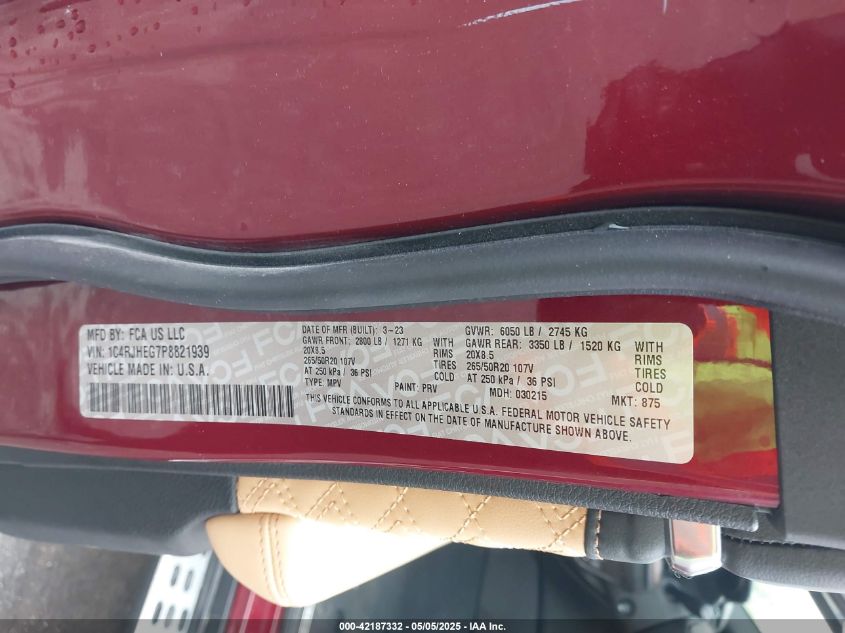 MFD BY: FCA US LLC
VIN: 1C4RJHEG7P8821939
VEHICLE MADE IN: U.S.A.
DATE OF MFR (BUILT): 3-23
GAWR FRONT: 2800 LB / 1271 KG WITH
20X8.5 RIMS
265/50R20 107V TIRES
AT 250 kPa / 36 PSI COLD
TYPE: MPV PAINT: PRV
GVWR: 6050 LB / 2745 KG
GAWR REAR: 3350 LB / 1520 KG WITH
20X8.5 RIMS
265/50R20 107V TIRES
AT 250 kPa / 36 PSI COLD
MDH: 030215 MKT: 875
THIS VEHICLE CONFORMS TO ALL APPLICABLE U.S.A. FEDERAL MOTOR VEHICLE SAFETY
STANDARDS IN EFFECT ON THE DATE OF MANUFACTURE SHOWN ABOVE.
000-42187332 - 05/05/2025 - IAA Inc.